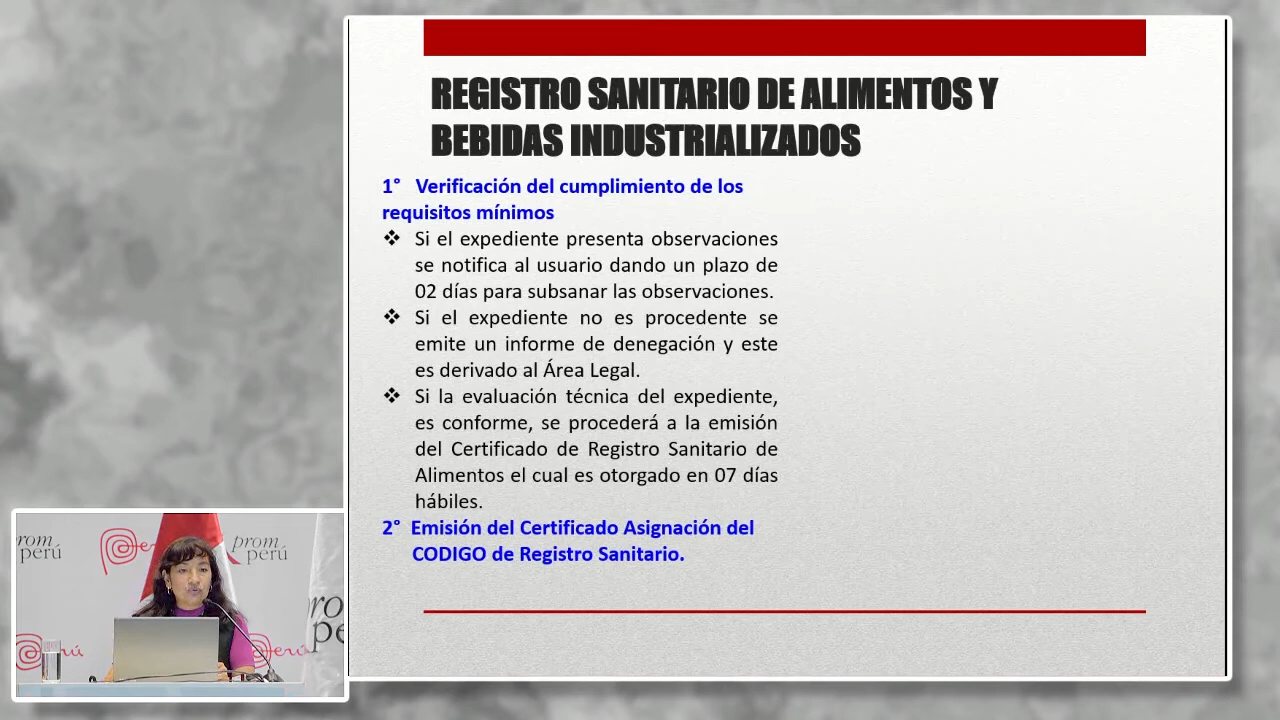 REGISTRO SANITARIO DE ALIMENTOS Y
BEBIDAS INDUSTRIALIZADOS
1° Verificación del cumplimiento de los
requisitos mínimos
❖ Si el expediente presenta observaciones
se notifica al usuario dando un plazo de
02 días para subsanar las observaciones.
❖ Si el expediente no es procedente se
emite un informe de denegación y este
es derivado al Área Legal.
❖ Si la evaluación técnica del expediente,
es conforme, se procederá a la emisión
del Certificado de Registro Sanitario de
Alimentos el cual es otorgado en 07 días
hábiles.
2° Emisión del Certificado Asignación del
CODIGO de Registro Sanitario.
prom
perú